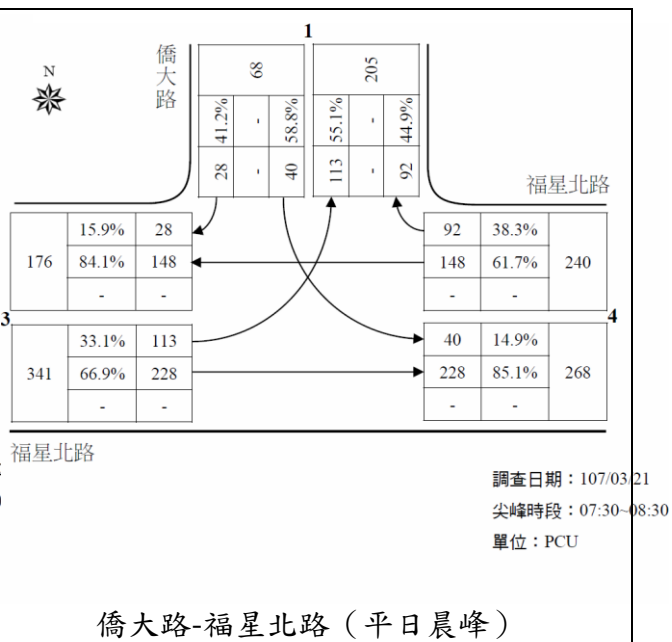 1
N
僑大路
68
205
41.2% - 58.8%
55.1% - 44.9%
28 - 40
113 - 92
福星北路
176
15.9% 28
84.1% 148
- -
92 38.3%
148 61.7%
- -
240
3
4
341
33.1% 113
66.9% 228
- -
40 14.9%
228 85.1%
- -
268
福星北路
調查日期：107/03/21
尖峰時段：07:30~08:30
單位：PCU
僑大路-福星北路（平日晨峰）